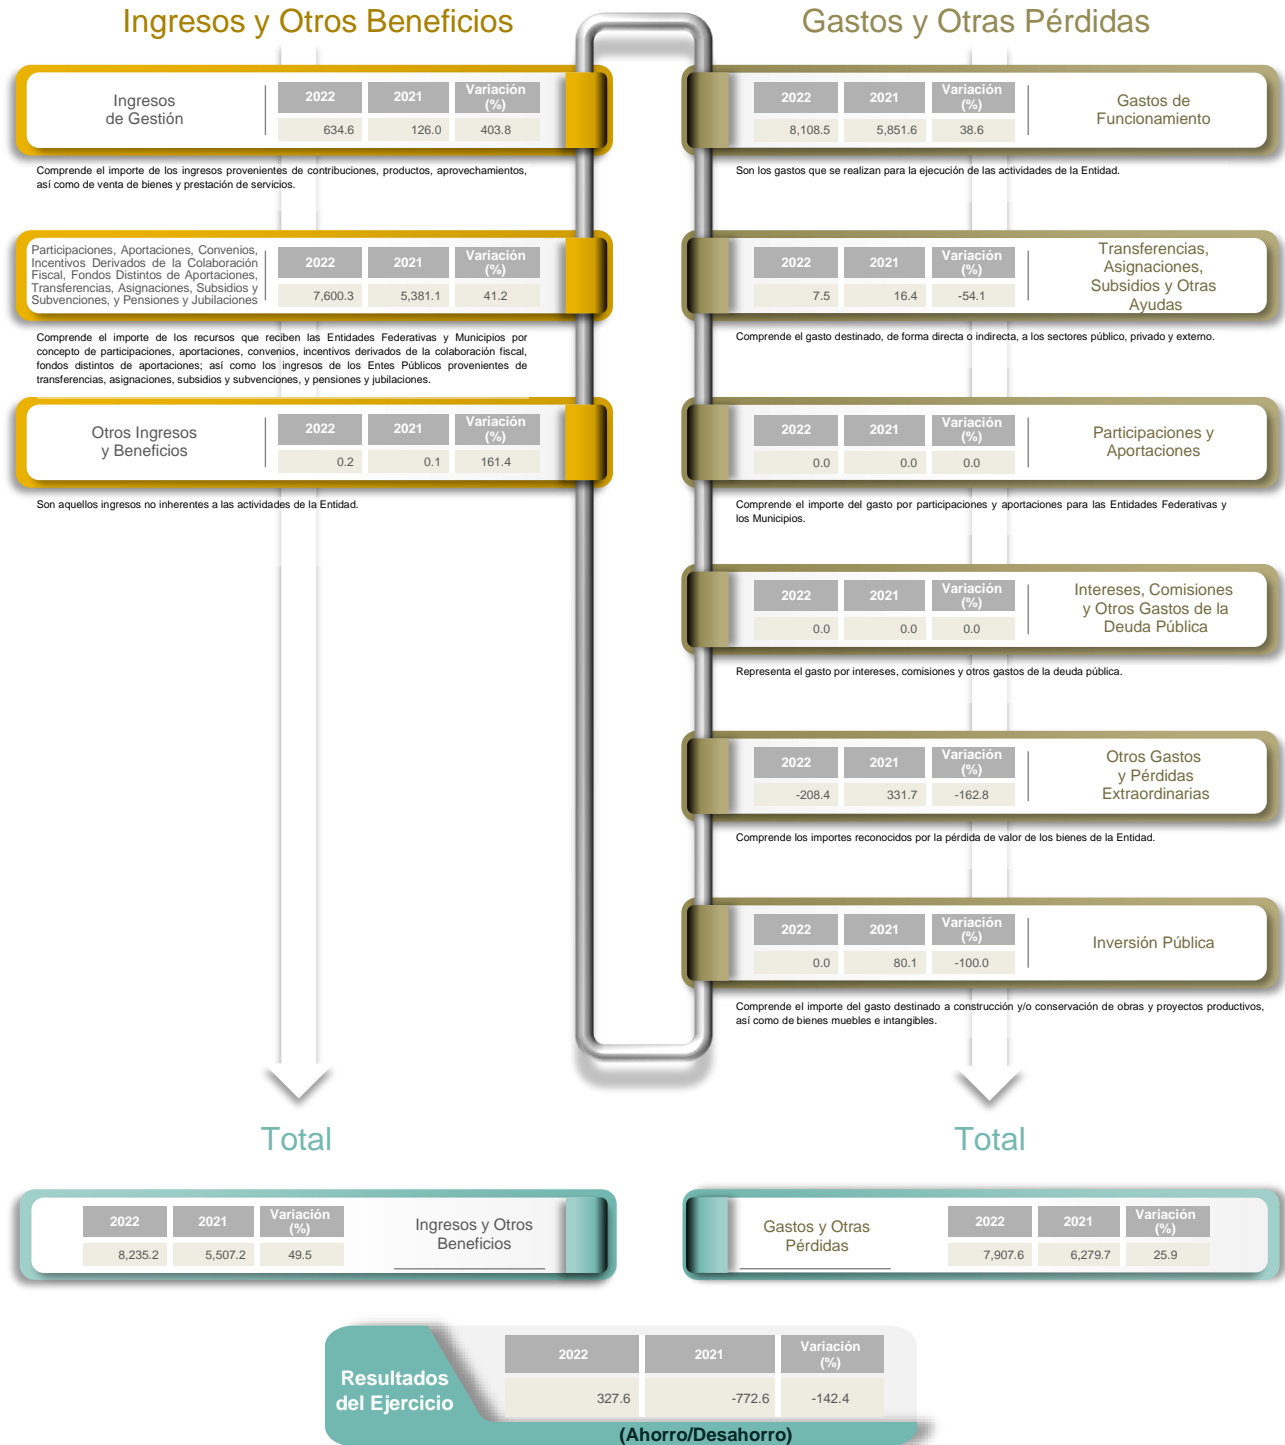 Ingresos y Otros Beneficios
Ingresos
de Gestión
2022 2021 Variación (%)
634.6 126.0 403.8
Comprende el importe de los ingresos provenientes de contribuciones, productos, aprovechamientos,
así como de venta de bienes y prestación de servicios.
Participaciones, Aportaciones, Convenios,
Incentivos Derivados de la Colaboración
Fiscal, Fondos Distintos de Aportaciones,
Transferencias, Asignaciones, Subsidios y
Subvenciones, y Pensiones y Jubilaciones
2022 2021 Variación (%)
7,600.3 5,381.1 41.2
Comprende el importe de los recursos que reciben las Entidades Federativas y Municipios por
concepto de participaciones, aportaciones, convenios, incentivos derivados de la colaboración fiscal,
fondos distintos de aportaciones; así como los ingresos de los Entes Públicos provenientes de
transferencias, asignaciones, subsidios y subvenciones, y pensiones y jubilaciones.
Otros Ingresos
y Beneficios
2022 2021 Variación (%)
0.2 0.1 161.4
Son aquellos ingresos no inherentes a las actividades de la Entidad.
Gastos y Otras Pérdidas
2022 2021 Variación (%)
8,108.5 5,851.6 38.6
Gastos de
Funcionamiento
Son los gastos que se realizan para la ejecución de las actividades de la Entidad.
2022 2021 Variación (%)
7.5 16.4 -54.1
Transferencias,
Asignaciones,
Subsidios y Otras
Ayudas
Comprende el gasto destinado, de forma directa o indirecta, a los sectores público, privado y externo.
2022 2021 Variación (%)
0.0 0.0 0.0
Participaciones y
Aportaciones
Comprende el importe del gasto por participaciones y aportaciones para las Entidades Federativas y
los Municipios.
2022 2021 Variación (%)
0.0 0.0 0.0
Intereses, Comisiones
y Otros Gastos de la
Deuda Pública
Representa el gasto por intereses, comisiones y otros gastos de la deuda pública.
2022 2021 Variación (%)
-208.4 331.7 -162.8
Otros Gastos
y Pérdidas
Extraordinarias
Comprende los importes reconocidos por la pérdida de valor de los bienes de la Entidad.
2022 2021 Variación (%)
0.0 80.1 -100.0
Inversión Pública
Comprende el importe del gasto destinado a construcción y/o conservación de obras y proyectos productivos,
así como de bienes muebles e intangibles.
Total
2022 2021 Variación (%)
8,235.2 5,507.2 49.5
Ingresos y Otros
Beneficios
Total
Gastos y Otras
Pérdidas
2022 2021 Variación (%)
7,907.6 6,279.7 25.9
Resultados
del Ejercicio
2022 2021 Variación (%)
327.6 -772.6 -142.4
(Ahorro/Desahorro)